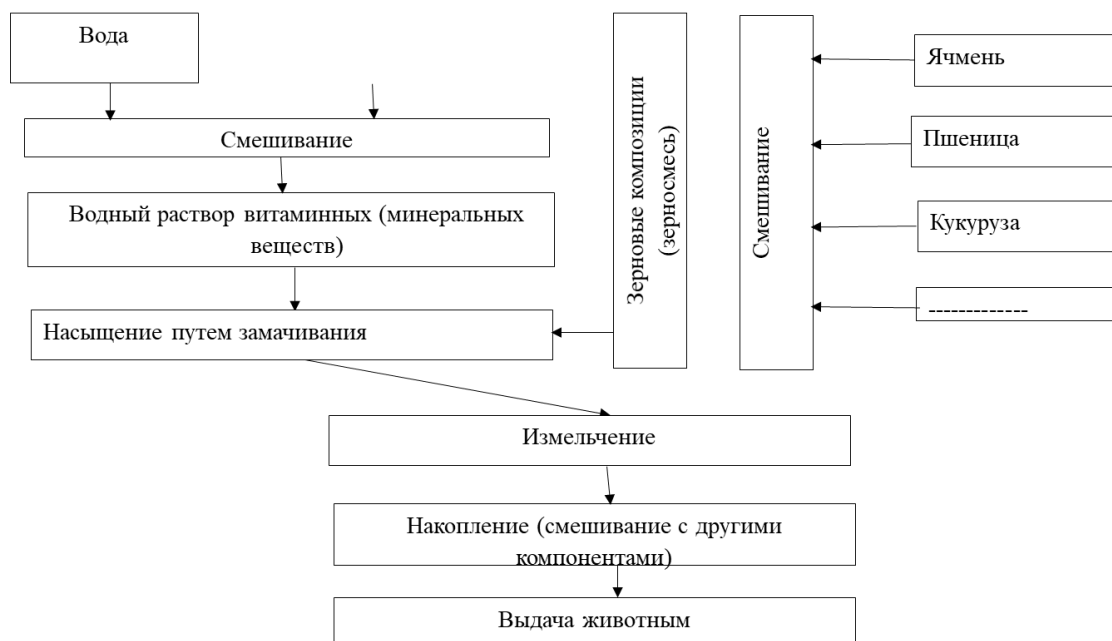 Вода
Смешивание
Водный раствор витаминных (минеральных
веществ)
Насыщение путем замачивания
Зерновые композиции
(зерносмесь)
Смешивание
Ячмень
Пшеница
Кукуруза
-------------
Измельчение
Накопление (смешивание с другими
компонентами)
Выдача животным